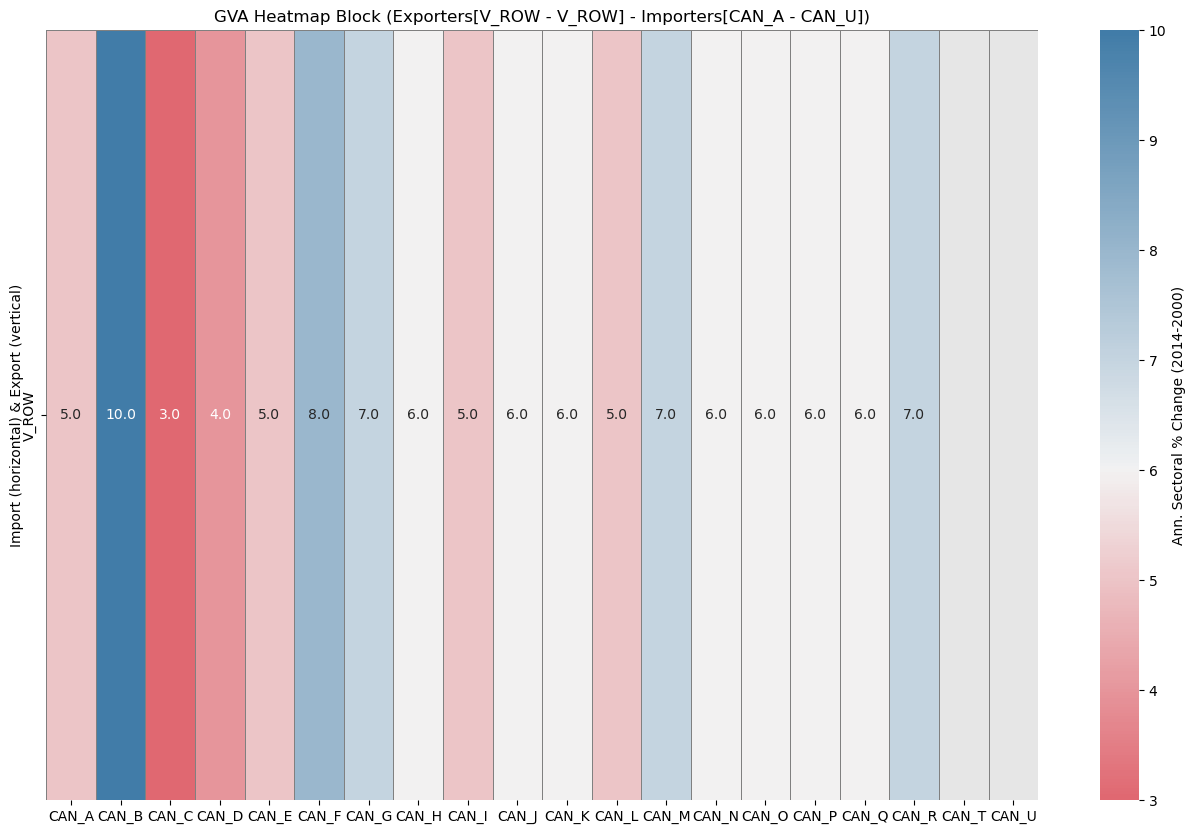 GVA Heatmap Block (Exporters[V_ROW - V_ROW] - Importers[CAN_A - CAN_U])
Import (horizontal) & Export (vertical)
V_ROW
5.0 10.0 3.0 4.0 5.0 8.0 7.0 6.0 5.0 6.0 6.0 5.0 7.0 6.0 6.0 6.0 6.0 7.0
CAN_A CAN_B CAN_C CAN_D CAN_E CAN_F CAN_G CAN_H CAN_I CAN_J CAN_K CAN_L CAN_M CAN_N CAN_O CAN_P CAN_Q CAN_R CAN_T CAN_U
10
9
8
7
6
5
4
3
Ann. Sectoral % Change (2014-2000)